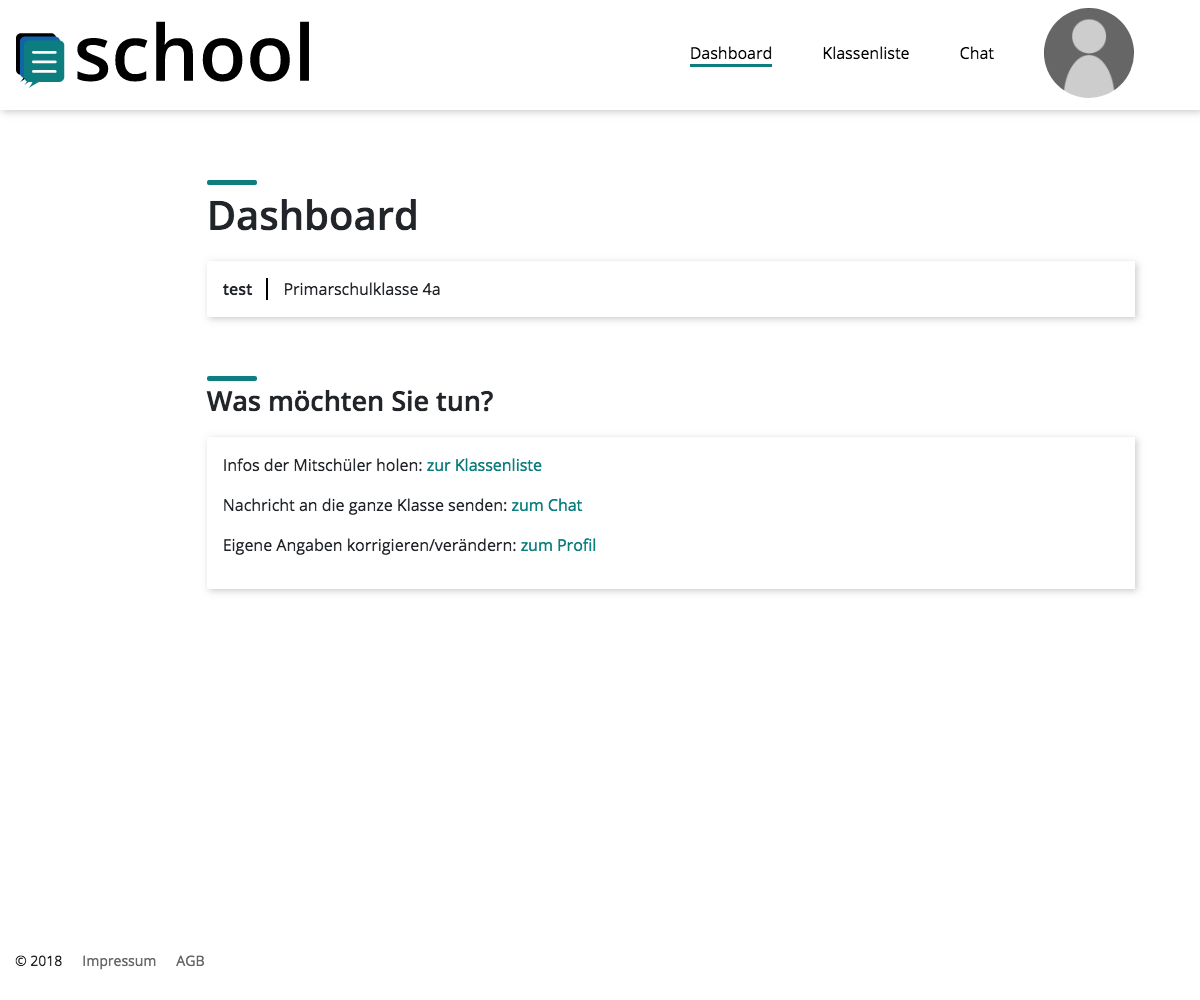 school
Dashboard Klassenliste Chat
Dashboard
test Primarschulklasse 4a
Was möchten Sie tun?
Infos der Mitschüler holen: zur Klassenliste
Nachricht an die ganze Klasse senden: zum Chat
Eigene Angaben korrigieren/verändern: zum Profil
© 2018 Impressum AGB